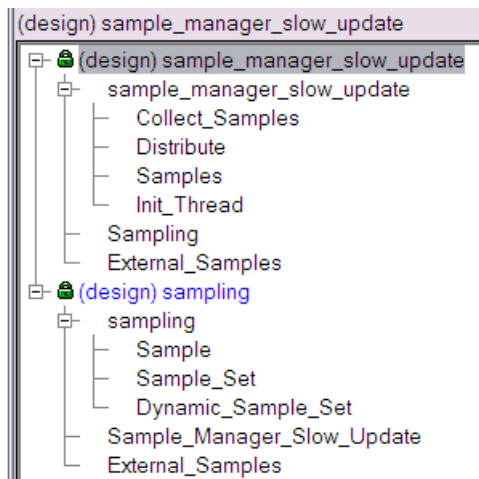 (design) sample_manager_slow_update
(design) sample_manager_slow_update
sample_manager_slow_update
Collect_Samples
Distribute
Samples
Init_Thread
Sampling
External_Samples
(design) sampling
sampling
Sample
Sample_Set
Dynamic_Sample_Set
Sample_Manager_Slow_Update
External_Samples